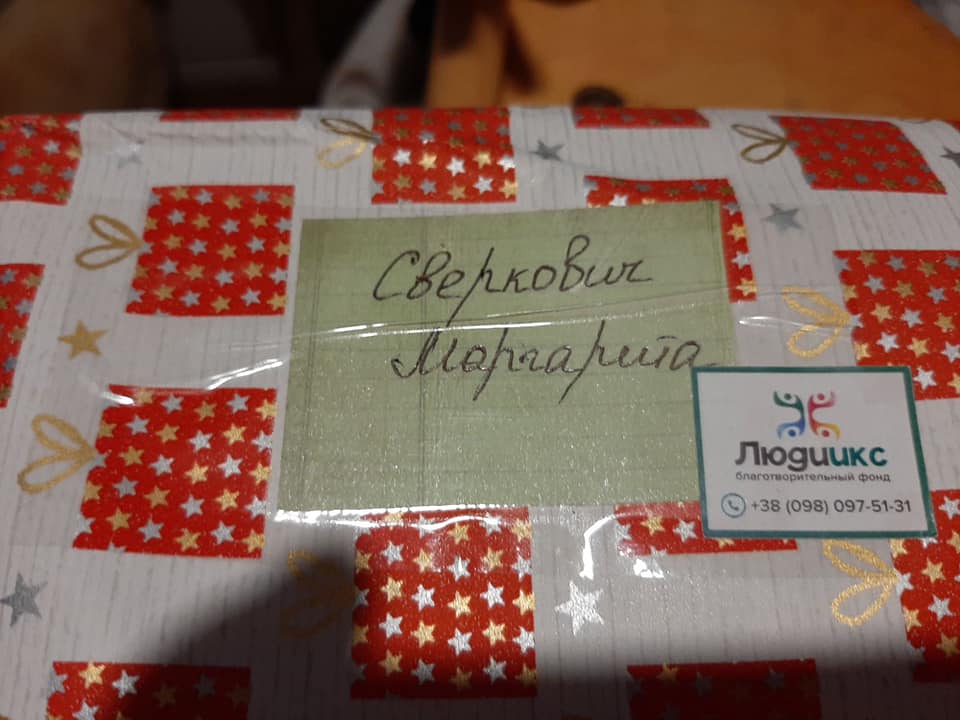 Сверкович
Маргарита
Людиикс
благотворительный фонд
+38 (098) 097-51-31